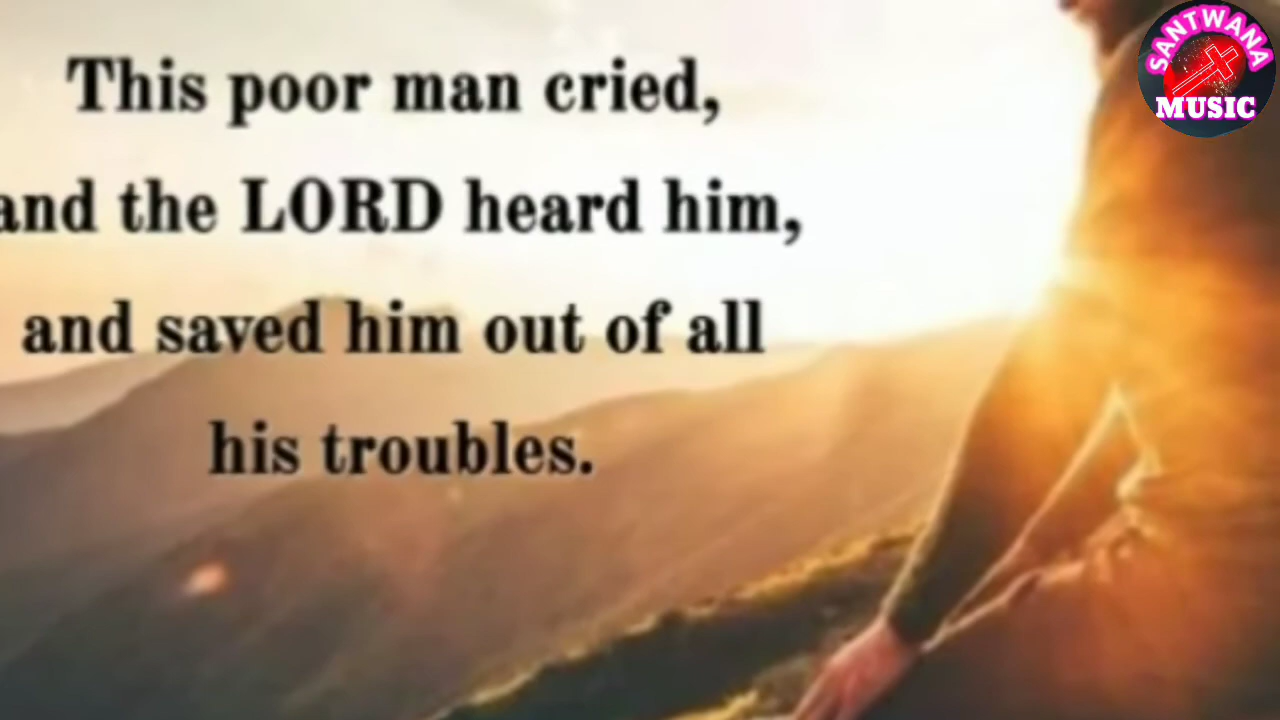 This poor man cried,
and the LORD heard him,
and saved him out of all
his troubles.
SANTWANA
MUSIC